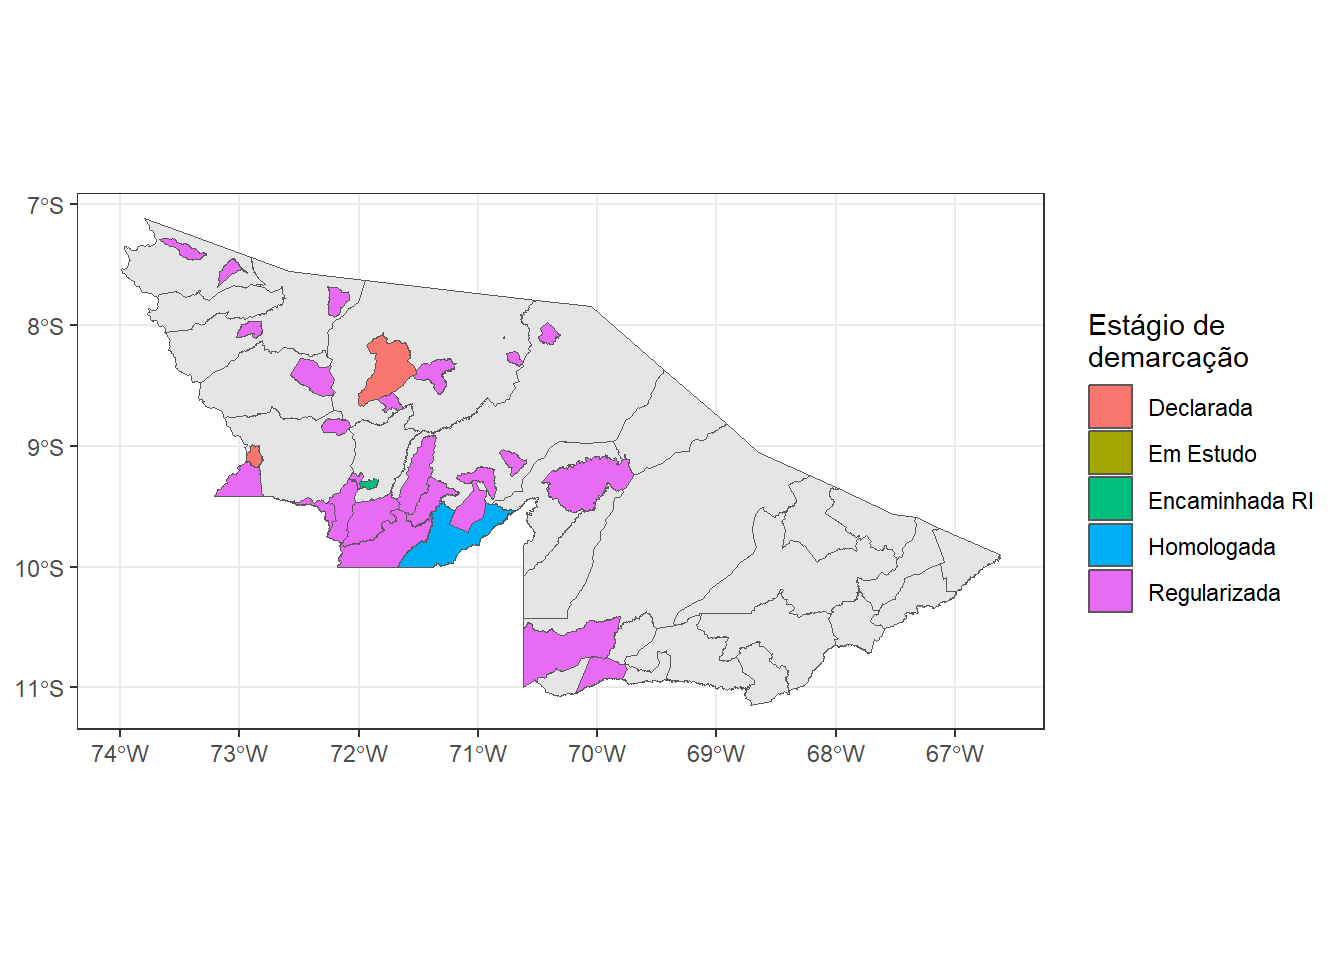 7°S
8°S
9°S
10°S
11°S
74°W 73°W 72°W 71°W 70°W 69°W 68°W 67°W
Estágio de
demarcação
Declarada
Em Estudo
Encaminhada RI
Homologada
Regularizada